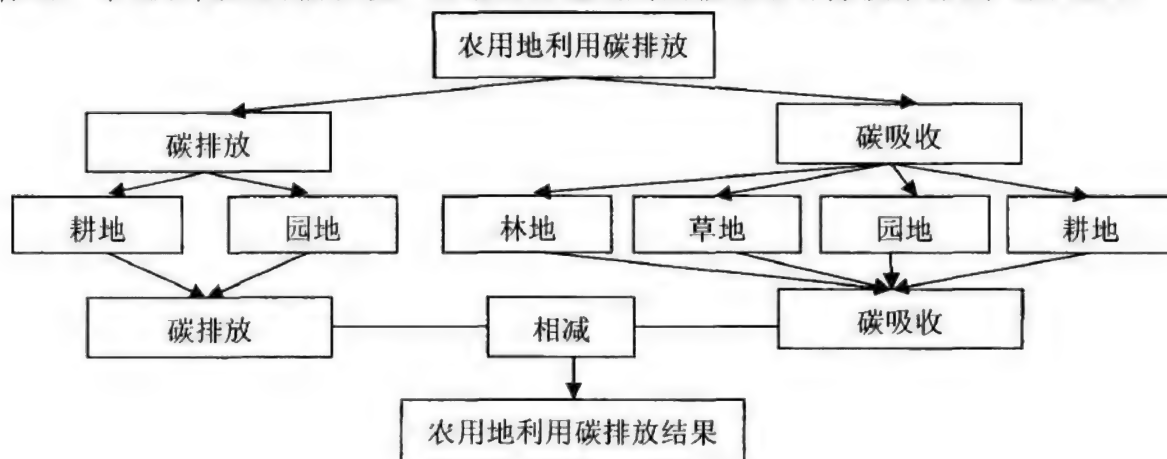 农用地利用碳排放
碳排放
碳吸收
耕地
园地
林地
草地
园地
耕地
碳排放
相减
碳吸收
农用地利用碳排放结果